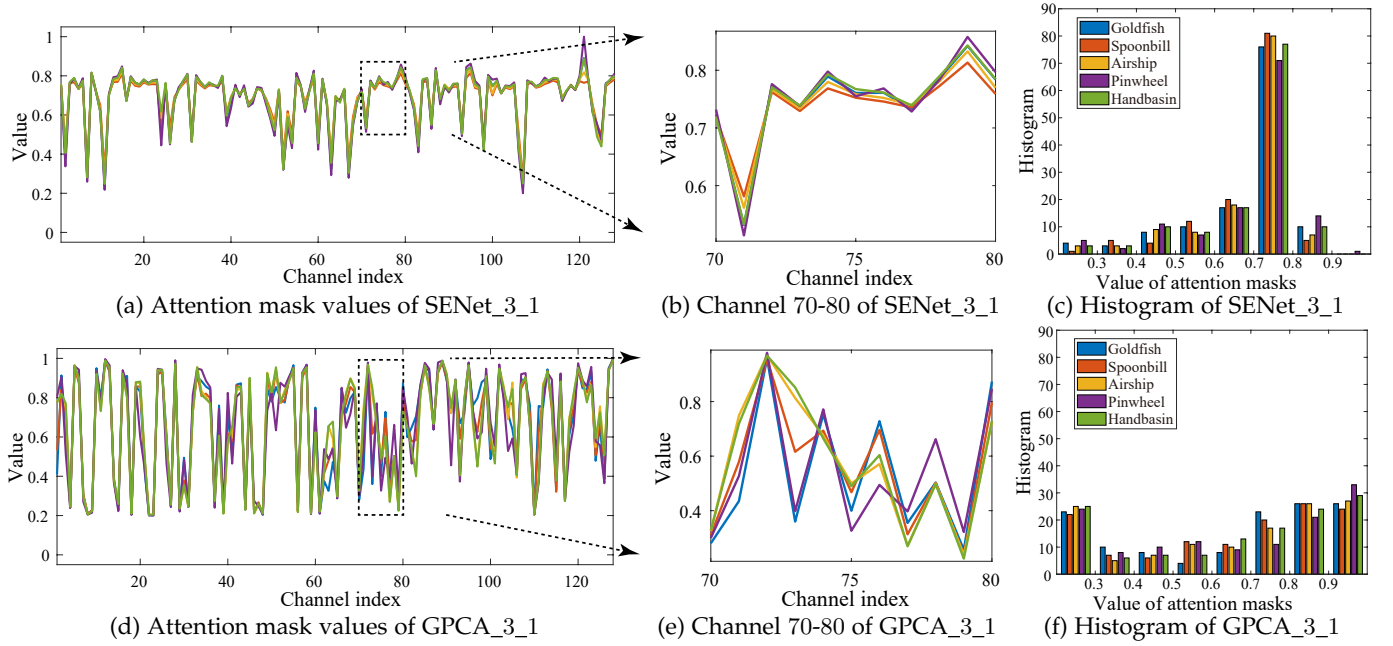 1
0.8
0.6
0.4
0.2
0
Value
20 40 60 80 100 120
Channel index
(a) Attention mask values of SENet_3_1
0.8
0.7
0.6
Value
70 75 80
Channel index
(b) Channel 70-80 of SENet_3_1
90
80
70
60
50
40
30
20
10
0
Histogram
Goldfish
Spoonbill
Airship
Pinwheel
Handbasin
0.3 0.4 0.5 0.6 0.7 0.8 0.9
Value of attention masks
(c) Histogram of SENet_3_1
1
0.8
0.6
0.4
0.2
0
Value
20 40 60 80 100 120
Channel index
(d) Attention mask values of GPCA_3_1
0.8
0.6
0.4
Value
70 75 80
Channel index
(e) Channel 70-80 of GPCA_3_1
90
80
70
60
50
40
30
20
10
0
Histogram
Goldfish
Spoonbill
Airship
Pinwheel
Handbasin
0.3 0.4 0.5 0.6 0.7 0.8 0.9
Value of attention masks
(f) Histogram of GPCA_3_1